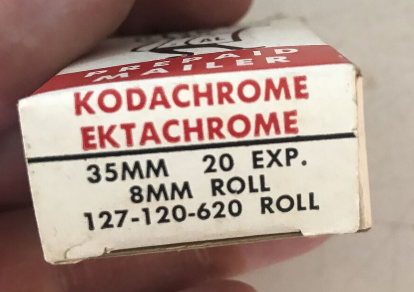 PREPAID
MAILER
KODACHROME
EKTACHROME
35MM 20 EXP.
8MM ROLL
127-120-620 ROLL